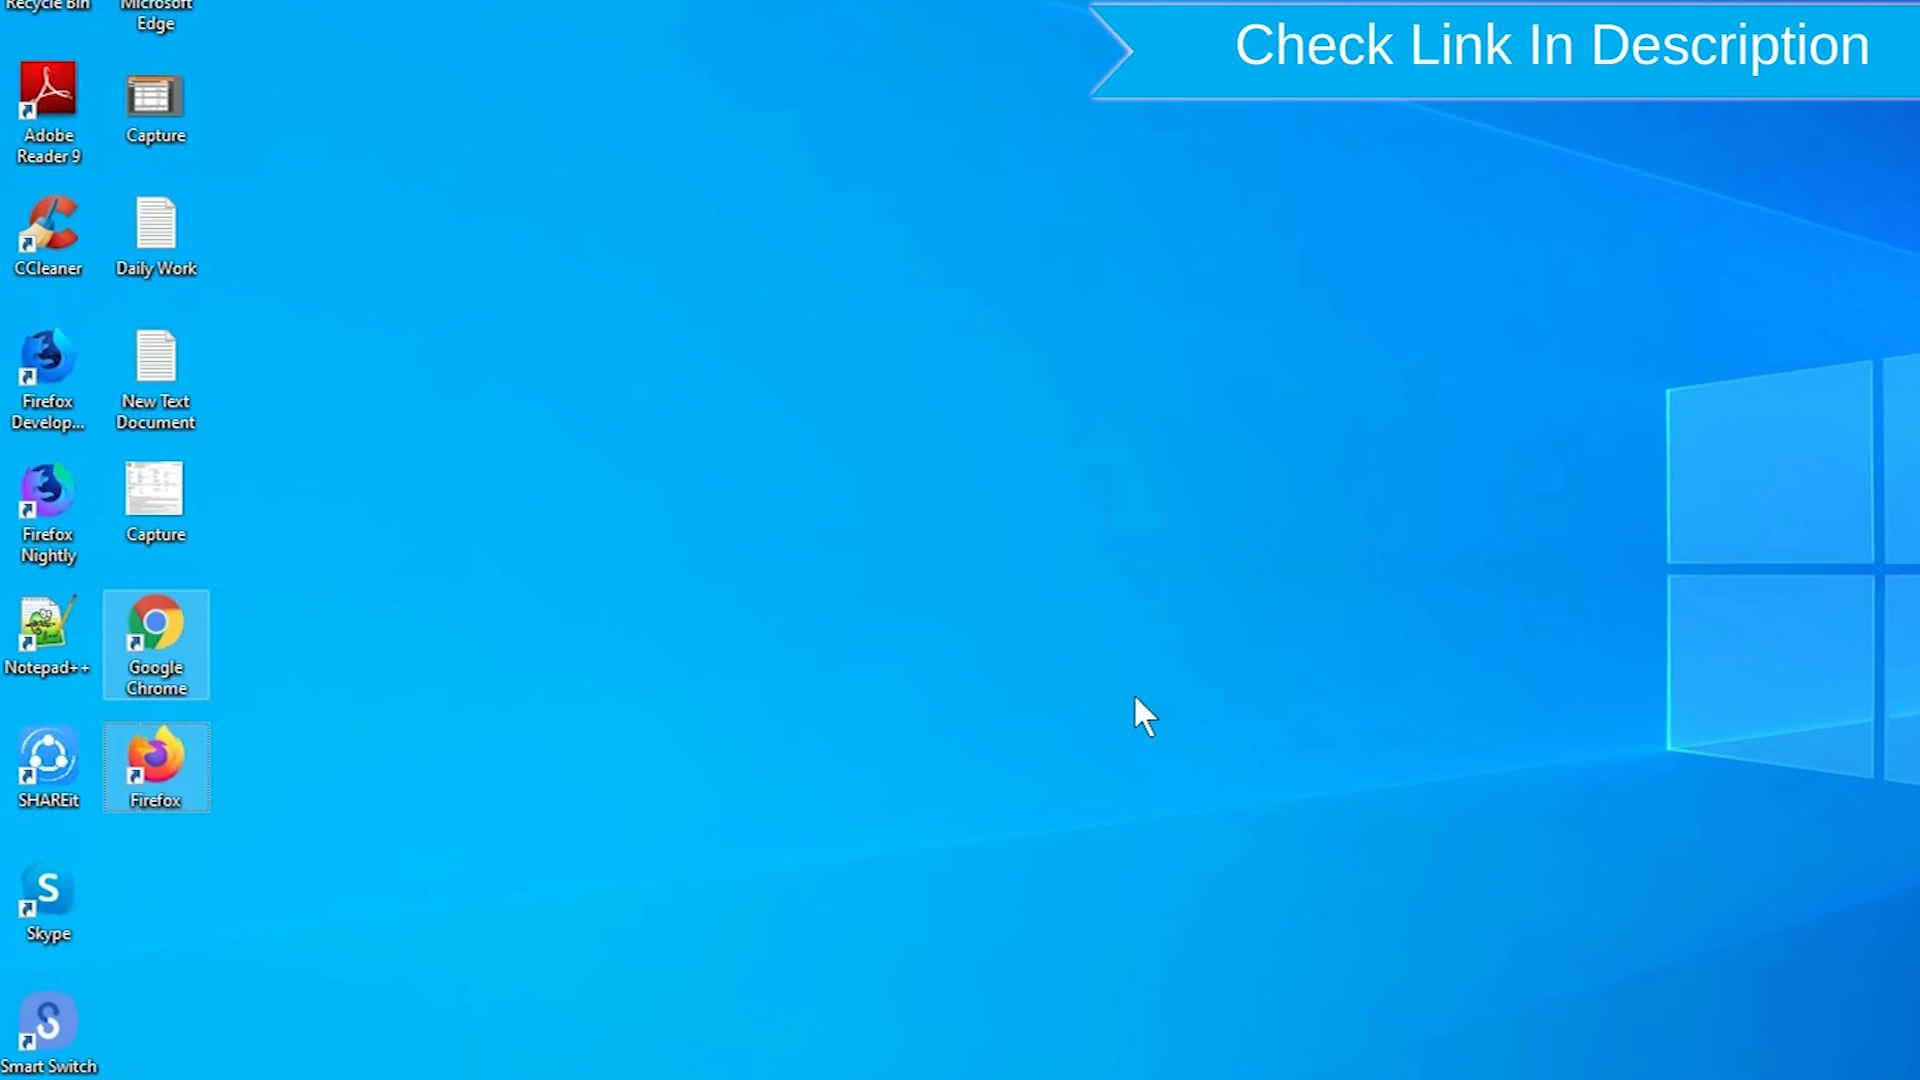 Check Link In Description
Recycle Bin
Microsoft
Edge
Adobe
Reader 9
Capture
CCleaner
Daily Work
Firefox
Develop...
New Text
Document
Firefox
Nightly
Capture
Notepad++
Google
Chrome
SHAREit
Firefox
Skype
Smart Switch